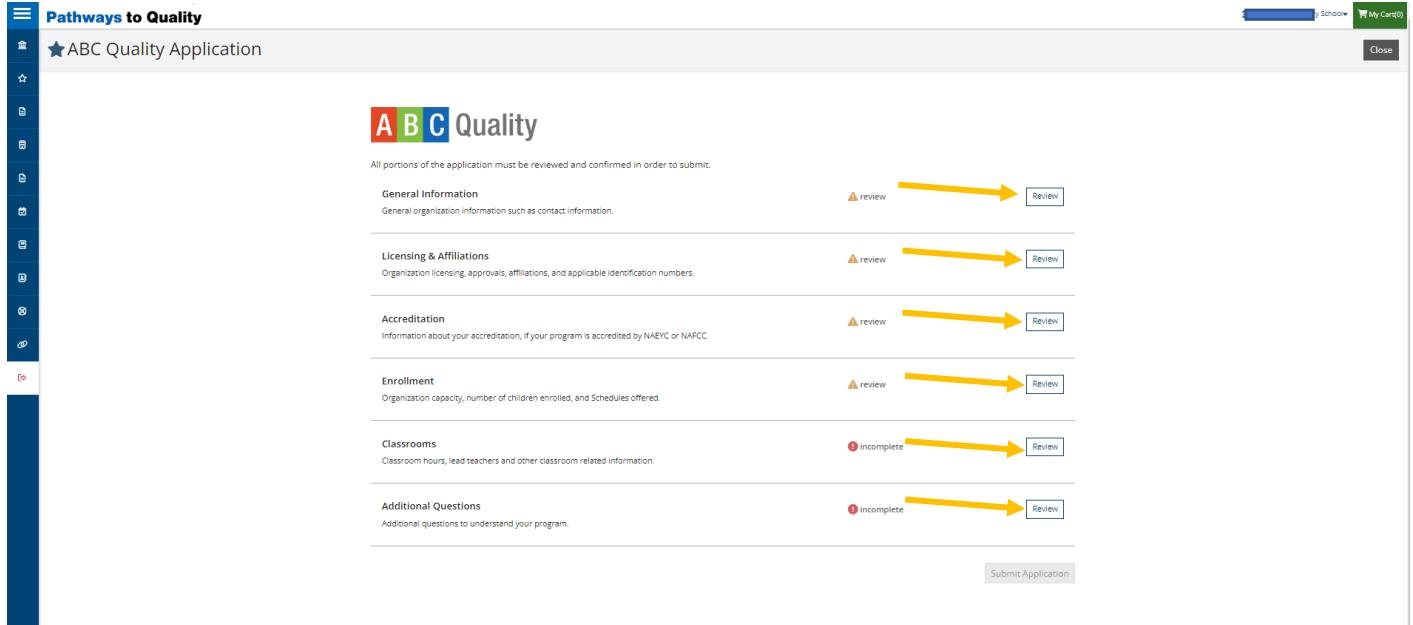 Pathways to Quality
School
My Cart(0)
ABC Quality Application
Close
ABC Quality
All portions of the application must be reviewed and confirmed in order to submit.
General Information
review
Review
General organization information such as contact information.
Licensing & Affiliations
review
Review
Organization licensing, approvals, affiliations, and applicable identification numbers.
Accreditation
review
Review
Information about your accreditation, if your program is accredited by NAEYC or NAFCC.
Enrollment
review
Review
Organization capacity, number of children enrolled, and Schedules offered.
Classrooms
incomplete
Review
Classroom hours, lead teachers and other classroom related information.
Additional Questions
incomplete
Review
Additional questions to understand your program.
Submit Application